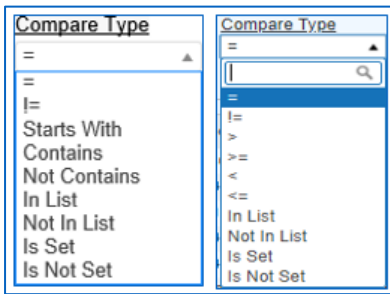 Compare Type
=
=
!=
Starts With
Contains
Not Contains
In List
Not In List
Is Set
Is Not Set
Compare Type
=
=
!=
>
>=
<
<=
In List
Not In List
Is Set
Is Not Set